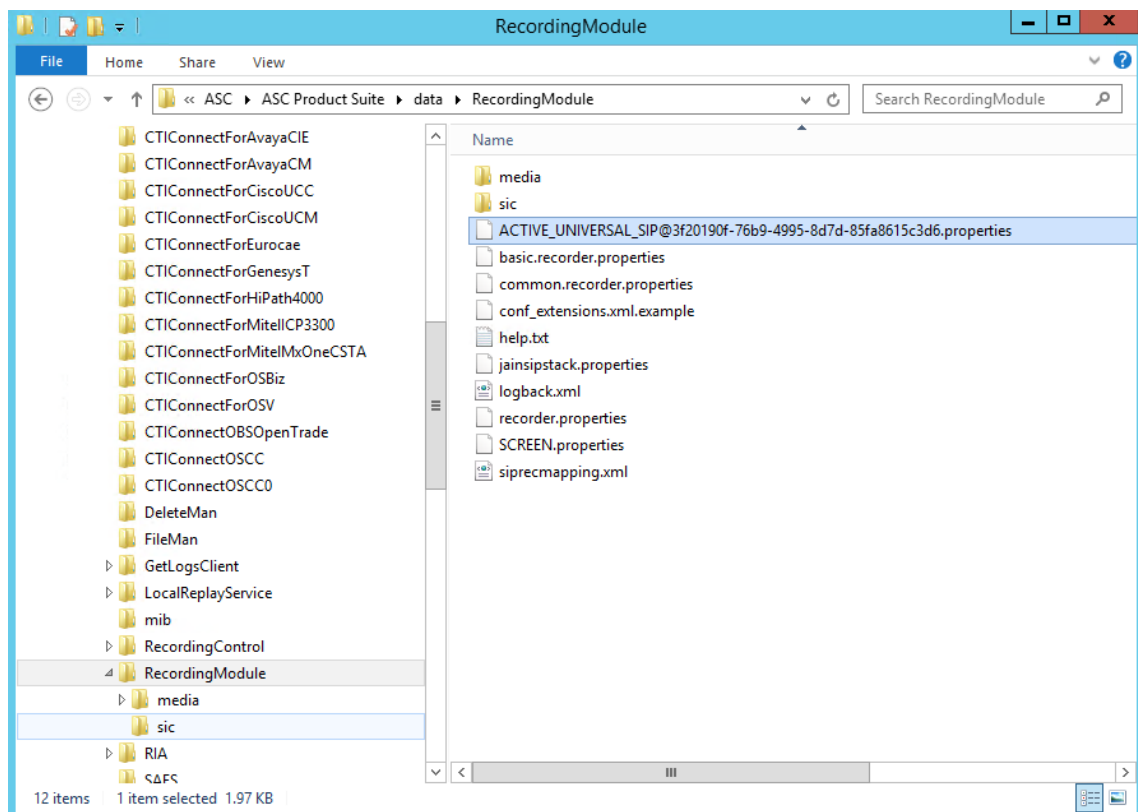 RecordingModule
File Home Share View
« ASC ▸ ASC Product Suite ▸ data ▸ RecordingModule
Search RecordingModule
CTIConnectForAvayaCIE
CTIConnectForAvayaCM
CTIConnectForCiscoUCC
CTIConnectForCiscoUCM
CTIConnectForEurocae
CTIConnectForGenesysT
CTIConnectForHiPath4000
CTIConnectForMitelICP3300
CTIConnectForMitelMxOneCSTA
CTIConnectForOSBiz
CTIConnectForOSV
CTIConnectOBSOpenTrade
CTIConnectOSCC
CTIConnectOSCC0
DeleteMan
FileMan
GetLogsClient
LocalReplayService
mib
RecordingControl
RecordingModule
media
sic
RIA
SAFS
Name
media
sic
ACTIVE_UNIVERSAL_SIP@3f20190f-76b9-4995-8d7d-85fa8615c3d6.properties
basic.recorder.properties
common.recorder.properties
conf_extensions.xml.example
help.txt
jainsipstack.properties
logback.xml
recorder.properties
SCREEN.properties
siprecmapping.xml
12 items 1 item selected 1.97 KB